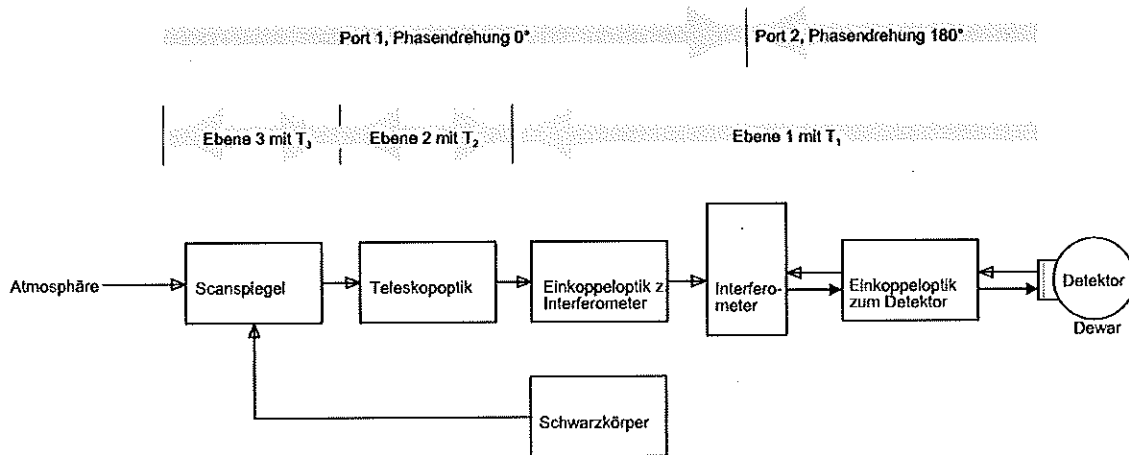 Port 1, Phasendrehung 0°
Port 2, Phasendrehung 180°
Ebene 3 mit T₃
Ebene 2 mit T₂
Ebene 1 mit T₁
Atmosphäre
Scanspiegel
Teleskopoptik
Einkoppeloptik z.
Interferometer
Interfero-
meter
Einkoppeloptik
zum Detektor
Detektor
Dewar
Schwarzkörper